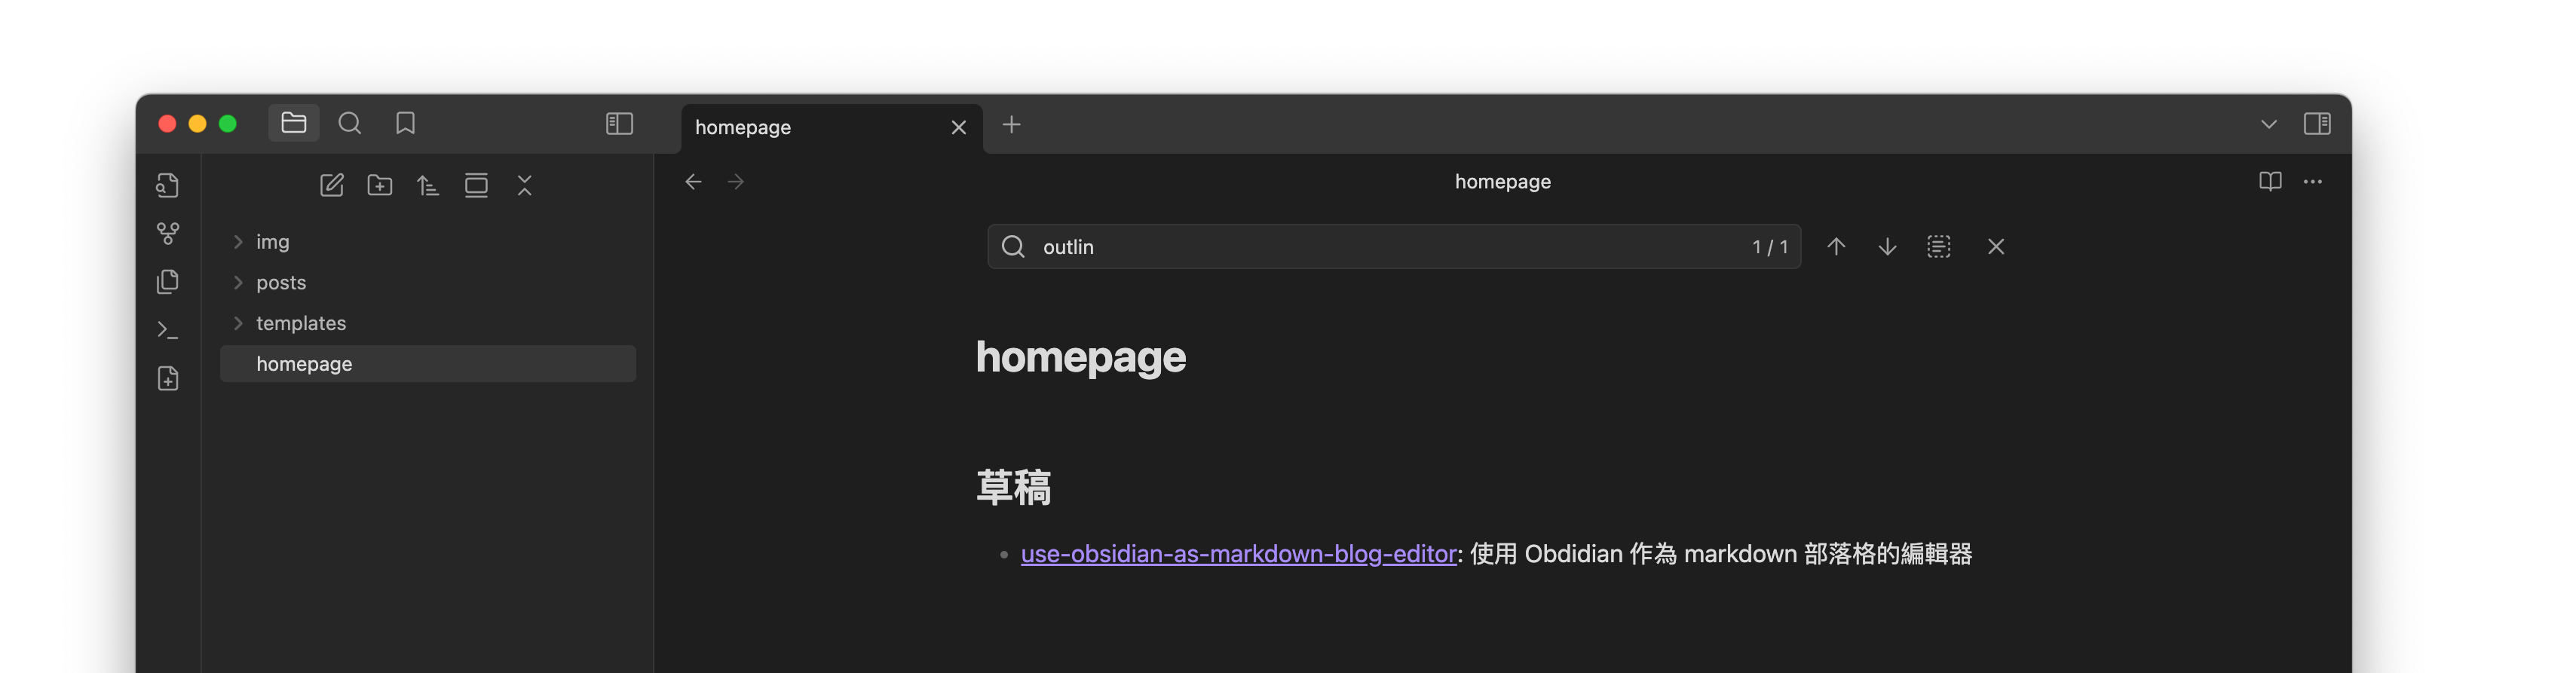 homepage
homepage
img
posts
templates
homepage
outlin 1 / 1
homepage
草稿
use-obsidian-as-markdown-blog-editor: 使用 Obdidian 作為 markdown 部落格的編輯器